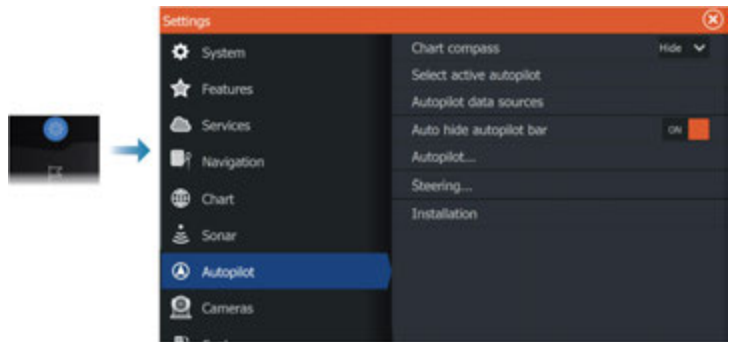 Settings
System
Features
Services
Navigation
Chart
Sonar
Autopilot
Cameras
Chart compass Hide
Select active autopilot
Autopilot data sources
Auto hide autopilot bar ON
Autopilot...
Steering...
Installation